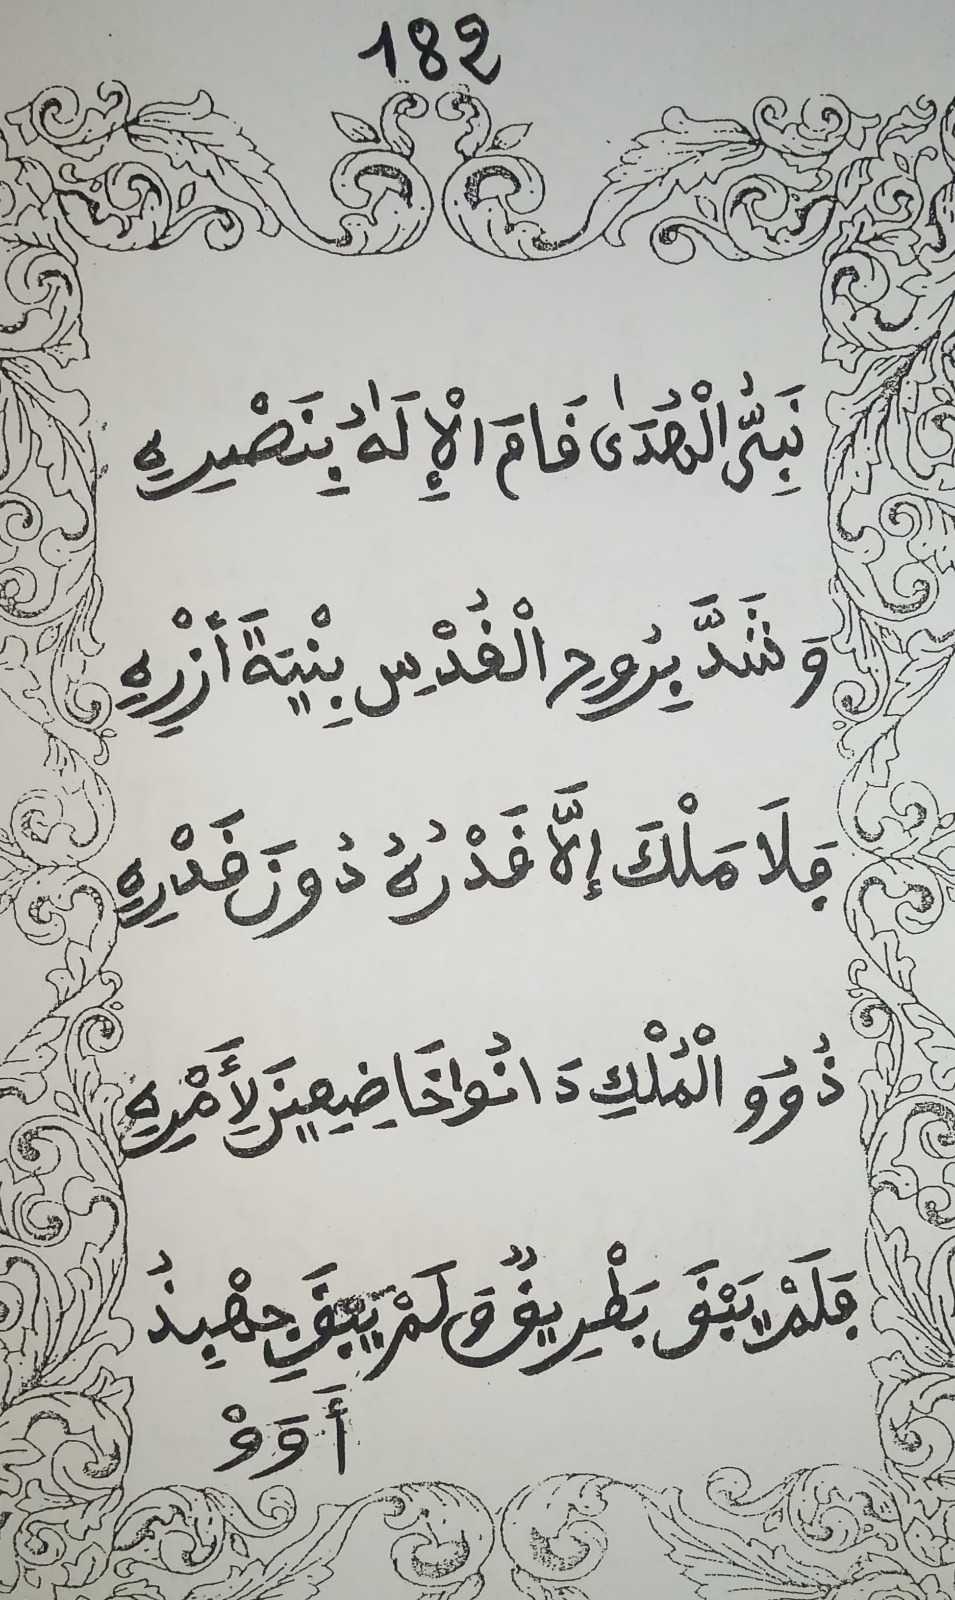 182
نَبِيُّ الْهُدَىٰ قَامَ الْإِلَٰهُ بِنَصْرِهِ
وَشَدَّ بِرُوحِ الْقُدْسِ بِنْيَةً أَزْرِهِ
فَلَا مَلْكَ إِلَّا قَدْرُهُ دُونَ قَدْرِهِ
ذُوُو الْمُلْكِ دَانُوا خَاضِعِينَ لِأَمْرِهِ
فَلَمْ يَبْقَ بَطْرِيقٌ وَلَمْ يَبْقَ جِهْبِذُ
أَوَوْ